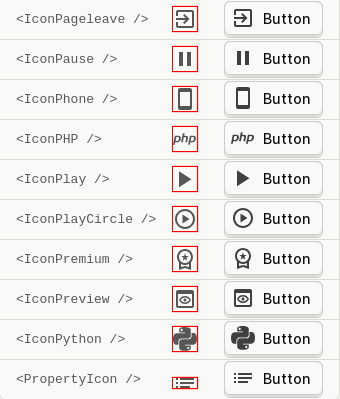 <IconPageleave /> Button
<IconPause /> Button
<IconPhone /> Button
<IconPHP /> php php Button
<IconPlay /> Button
<IconPlayCircle /> Button
<IconPremium /> Button
<IconPreview /> Button
<IconPython /> Button
<PropertyIcon /> Button